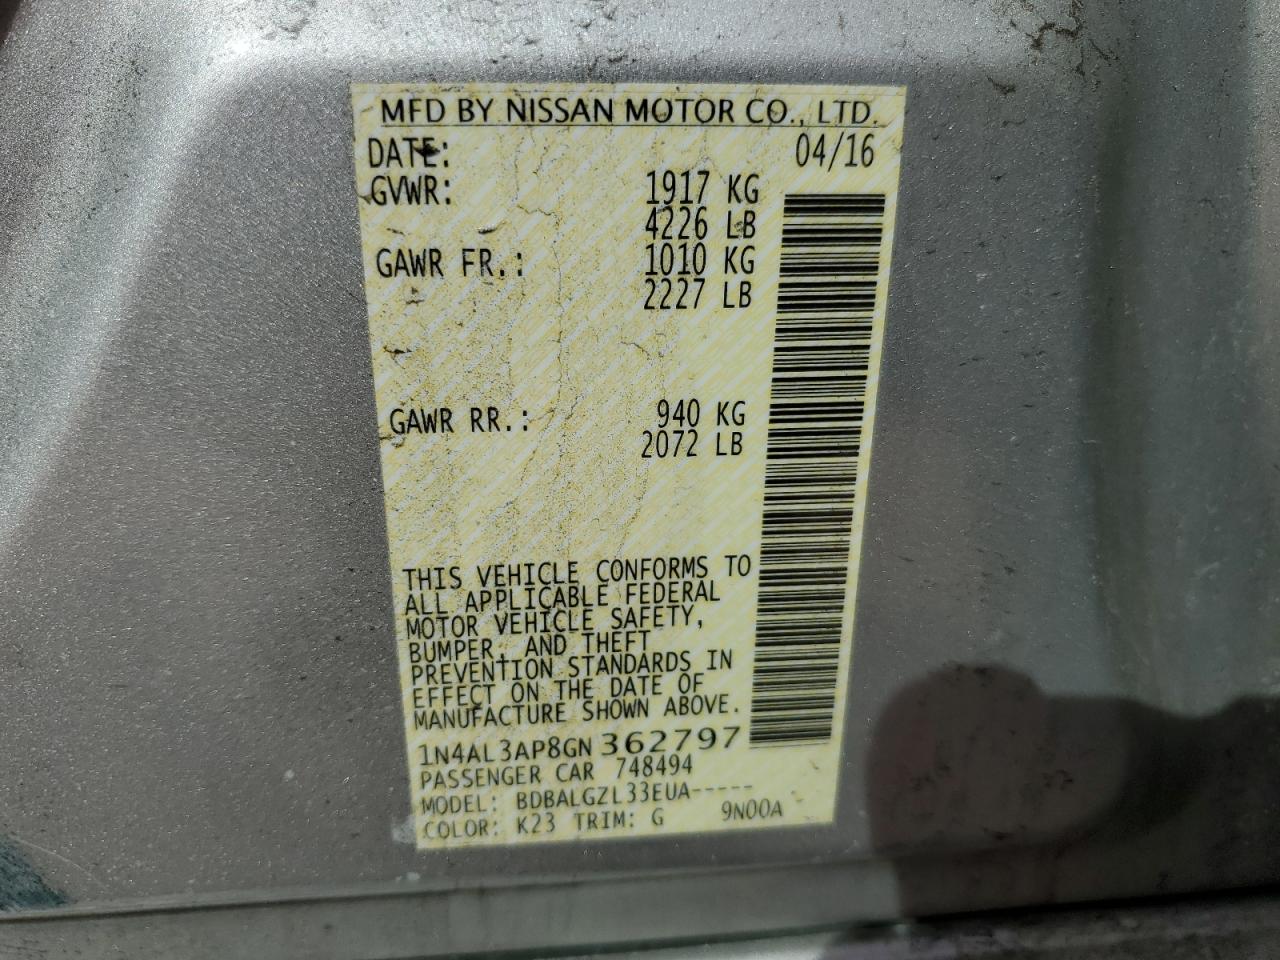 MFD BY NISSAN MOTOR CO., LTD.
DATE: 04/16
GVWR: 1917 KG
4226 LB
GAWR FR.: 1010 KG
2227 LB
GAWR RR.: 940 KG
2072 LB
THIS VEHICLE CONFORMS TO
ALL APPLICABLE FEDERAL
MOTOR VEHICLE SAFETY,
BUMPER, AND THEFT
PREVENTION STANDARDS IN
EFFECT ON THE DATE OF
MANUFACTURE SHOWN ABOVE.
1N4AL3AP8GN362797
PASSENGER CAR 748494
MODEL: BDBALGZL33EUA-----
COLOR: K23 TRIM: G 9N00A